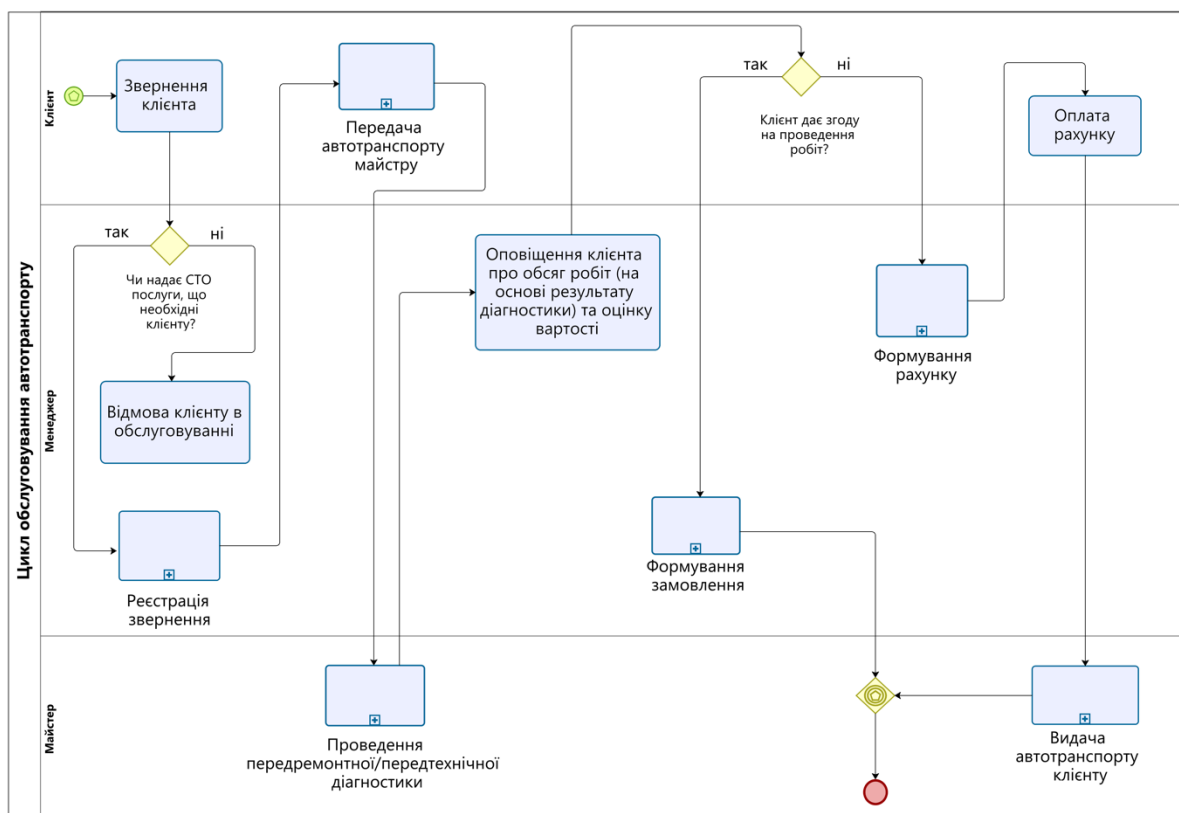 Цикл обслуговування автотранспорту
Клієнт
Звернення
клієнта
Передача
автотранспорту
майстру
так
ні
Клієнт дає згоду
на проведення
робіт?
Оплата
рахунку
Менеджер
так
ні
Чи надає СТО
послуги, що
необхідні
клієнту?
Відмова клієнту в
обслуговуванні
Реєстрація
звернення
Оповіщення клієнта
про обсяг робіт (на
основі результату
діагностики) та оцінку
вартості
Формування
рахунку
Формування
замовлення
Майстер
Проведення
передремонтної/передтехнічної
діагностики
Видача
автотранспорту
клієнту